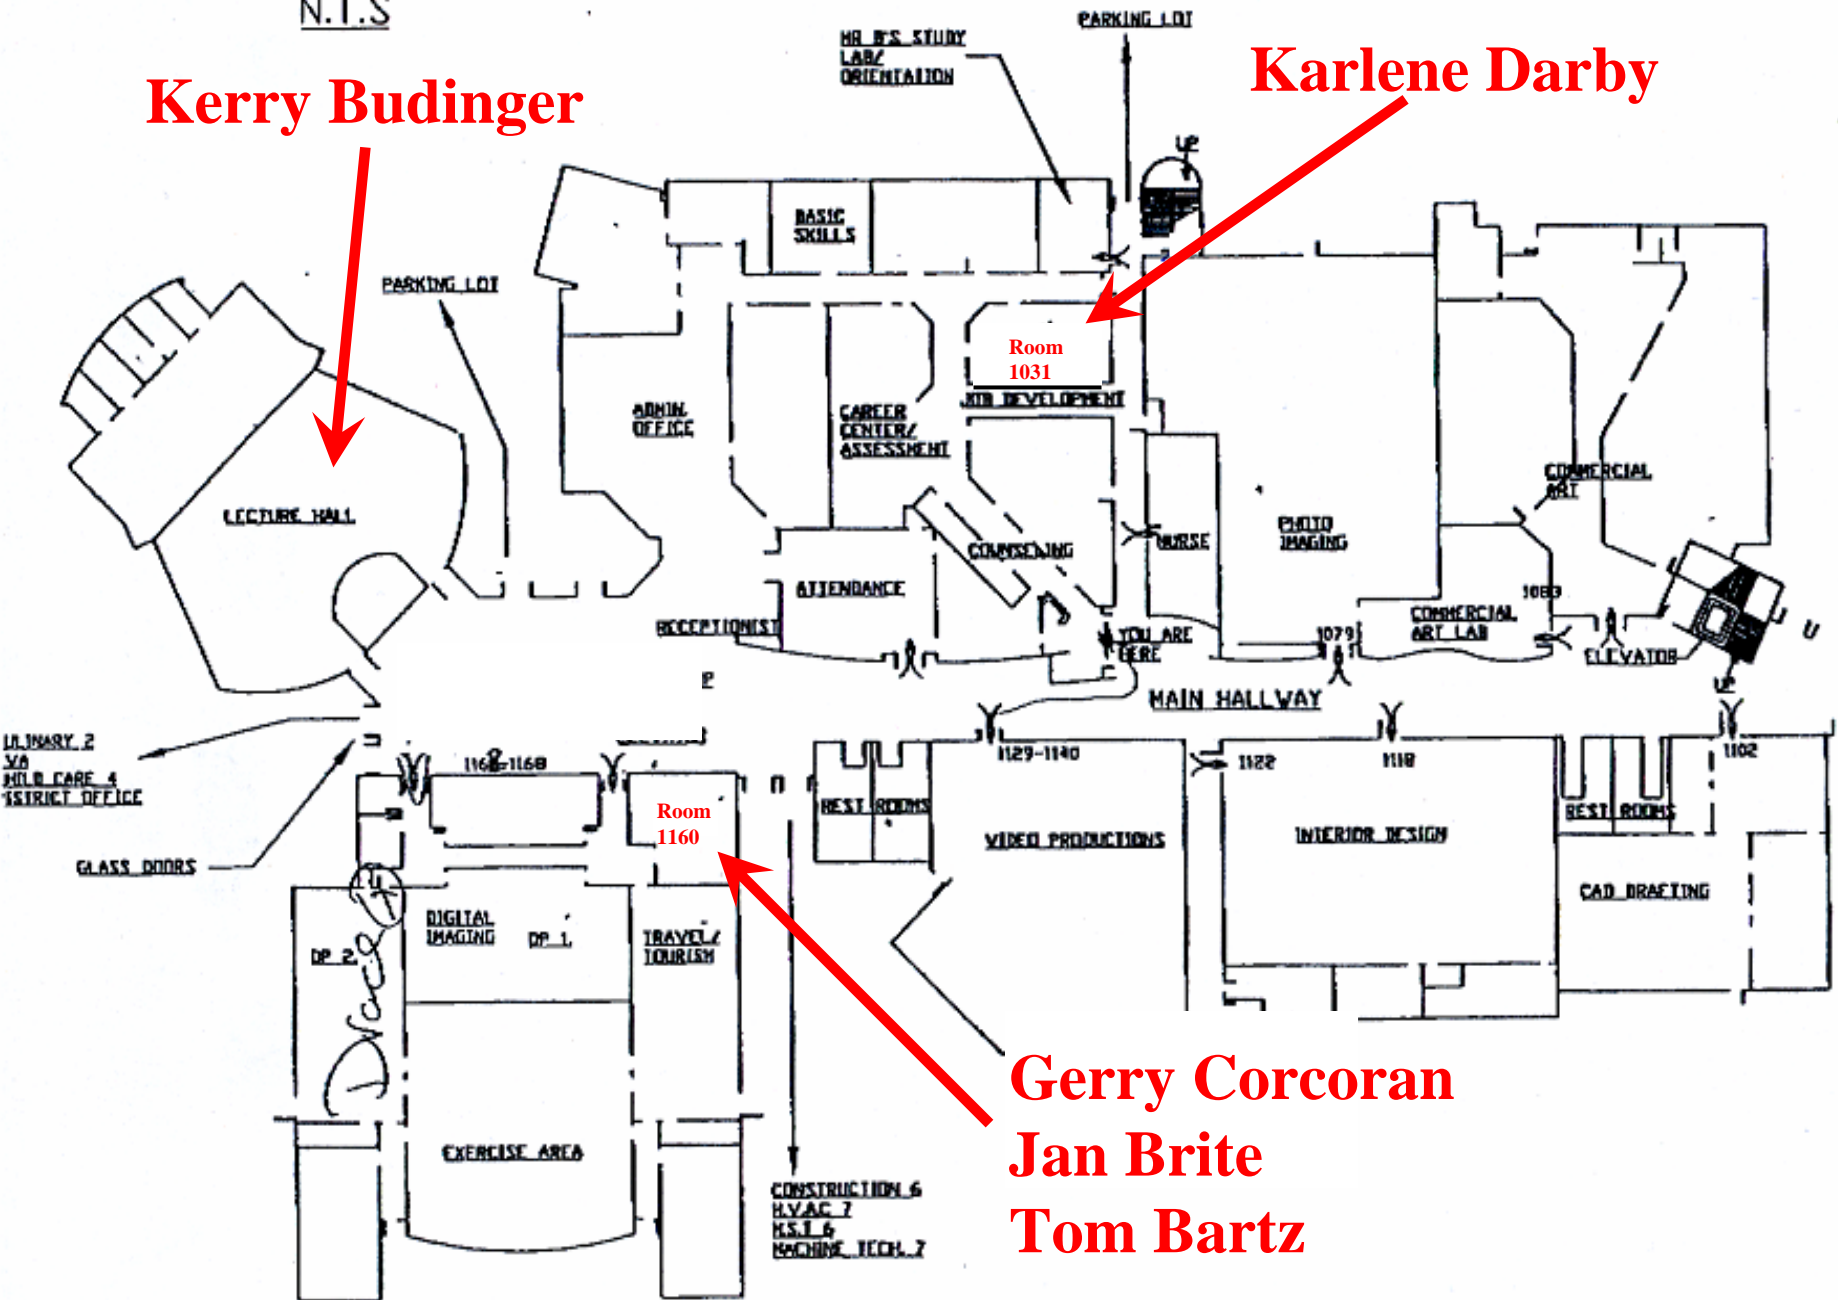 N.T.S
PARKING LOT
MR B'S STUDY
LAB/
ORIENTATION
Karlene Darby
Kerry Budinger
UP
BASIC
SKILLS
PARKING LOT
Room
1031
JOB DEVELOPMENT
ADMIN.
OFFICE
CAREER
CENTER/
ASSESSMENT
COMMERCIAL
ART
LECTURE HALL
PHOTO
IMAGING
NURSE
COUNSELING
ATTENDANCE
1083
COMMERCIAL
ART LAB
RECEPTIONIST
YOU ARE
HERE
1079
U
ELEVATOR
UP
MAIN HALLWAY
1129-1140
1122
1118
1102
GLASS DOORS
Room
1160
REST ROOMS
REST ROOMS
VIDEO PRODUCTIONS
INTERIOR DESIGN
CAD DRAFTING
DIGITAL
IMAGING
DP 1.
DP 2.
TRAVEL/
TOURISM
EXERCISE AREA
CONSTRUCTION 6
H.V.A.C 7
M.S.T 6
MACHINE TECH. 7
Gerry Corcoran
Jan Brite
Tom Bartz